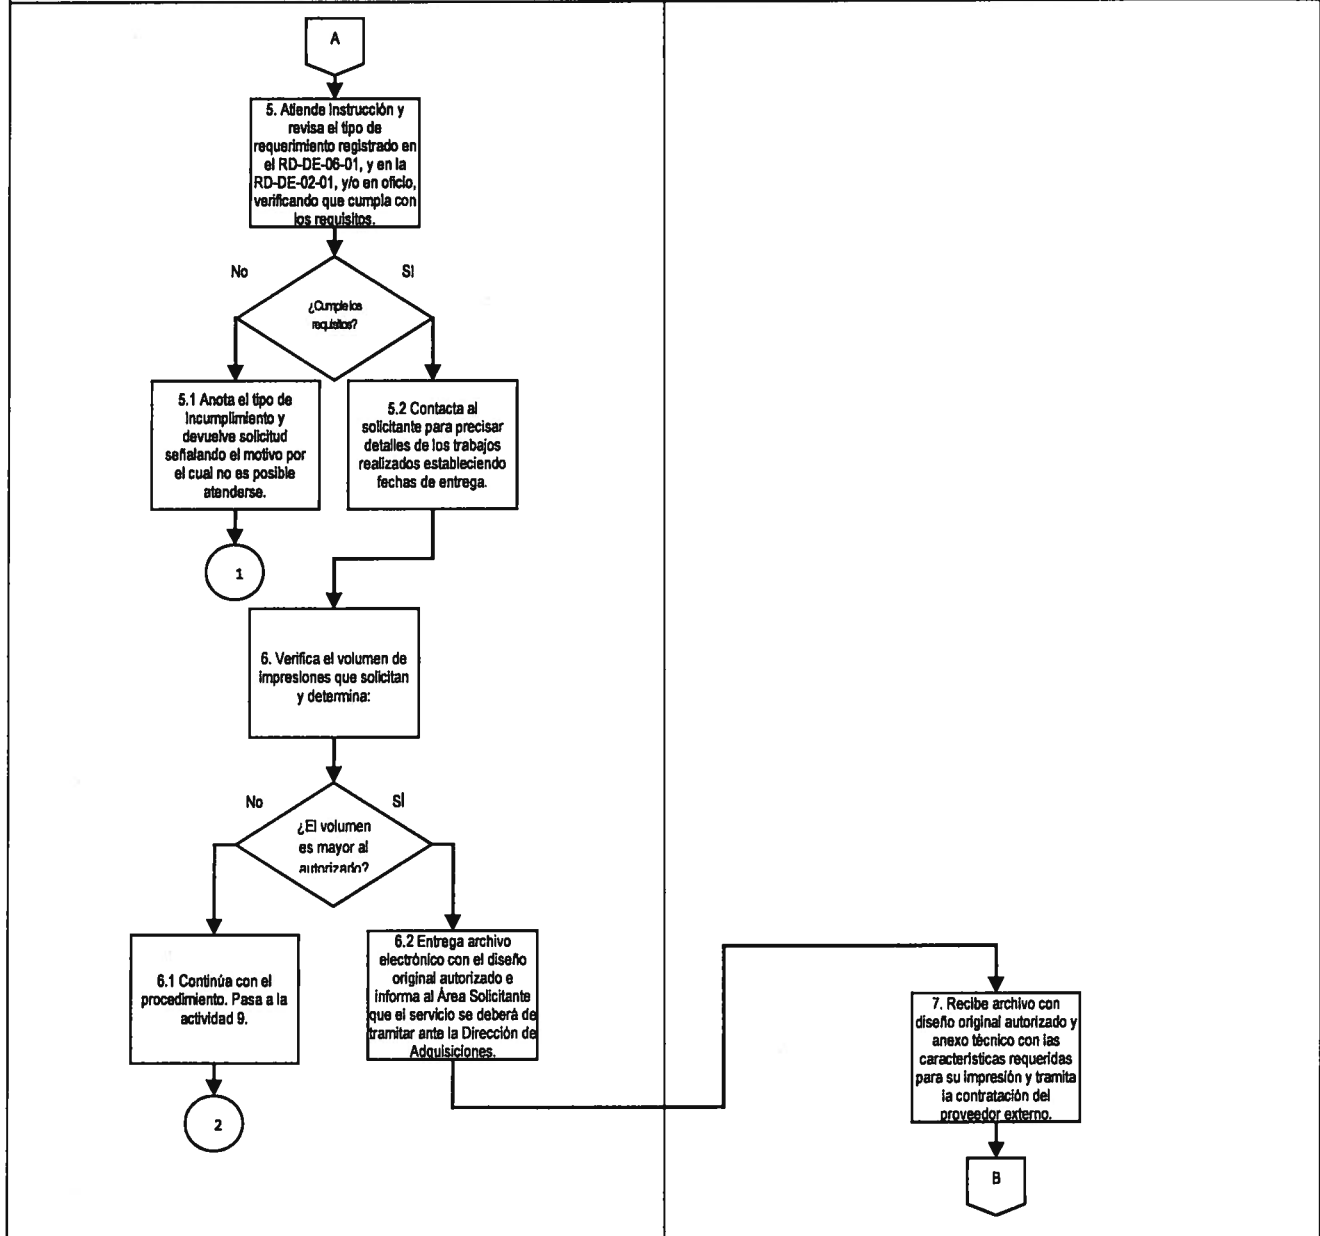 A
5. Atiende Instrucción y
revisa el tipo de
requerimiento registrado en
el RD-DE-06-01, y en la
RD-DE-02-01, y/o en oficio,
verificando que cumpla con
los requisitos.
No
Si
¿Cumple los
requisitos?
5.1 Anota el tipo de
Incumplimiento y
devuelve solicitud
señalando el motivo por
el cual no es posible
atenderse.
5.2 Contacta al
solicitante para precisar
detalles de los trabajos
realizados estableciendo
fechas de entrega.
1
6. Verifica el volumen de
impresiones que solicitan
y determina:
No
SÍ
¿El volumen
es mayor al
autorizado?
6.1 Continúa con el
procedimiento. Pasa a la
actividad 9.
6.2 Entrega archivo
electrónico con el diseño
original autorizado e
informa al Área Solicitante
que el servicio se deberá de
tramitar ante la Dirección de
Adquisiciones.
2
7. Recibe archivo con
diseño original autorizado y
anexo técnico con las
características requeridas
para su impresión y tramita
la contratación del
proveedor externo.
B